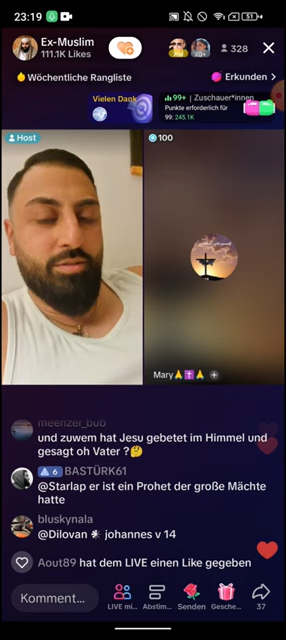 23:19
51
Ex-Muslim
111.1K Likes
328
Wöchentliche Rangliste
Erkunden >
Vielen Dank
99+ | Zuschauer*innen
Punkte erforderlich für
99: 245.1K
Host
100
Mary🙏✝️🙏
meenzer_bub
und zuwem hat Jesu gebetet im Himmel und
gesagt oh Vater ?🤔
6 BASTÜRK61
@Starlap er ist ein Prohet der große Mächte
hatte
bluskynala
@Dilovan johannes v 14
Aout89 hat dem LIVE einen Like gegeben
Komment...
LIVE mi...
Abstim...
Senden
Gesche...
37